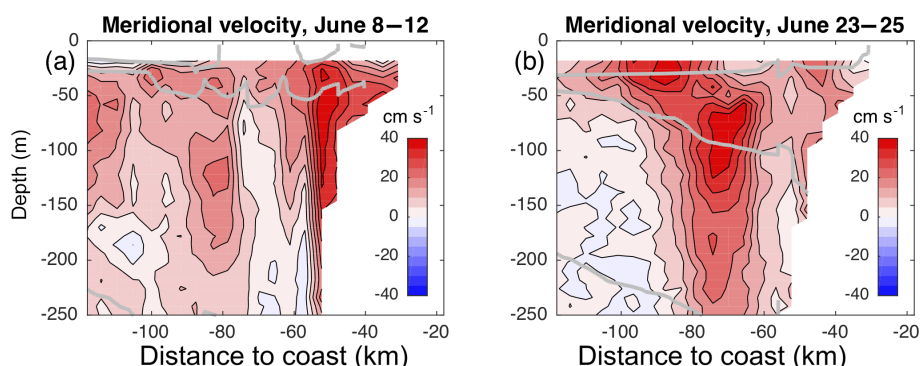 Meridional velocity, June 8–12
(a)
0
-50
-100
-150
-200
-250
Depth (m)
cm s⁻¹
40
20
0
-20
-40
-100 -80 -60 -40 -20
Distance to coast (km)
Meridional velocity, June 23–25
(b)
0
-50
-100
-150
-200
-250
cm s⁻¹
40
20
0
-20
-40
-100 -80 -60 -40 -20
Distance to coast (km)